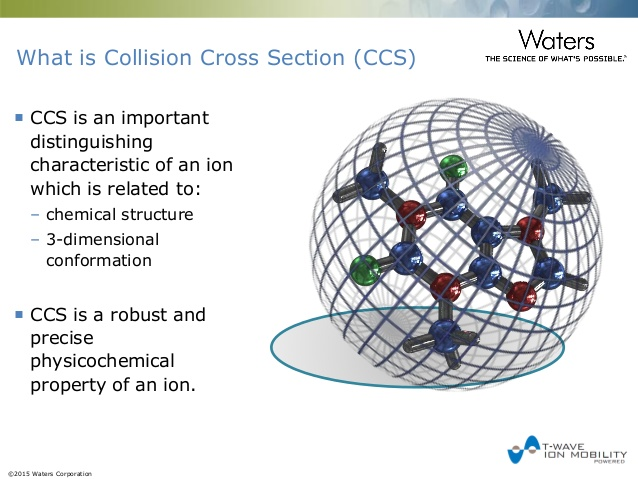 What is Collision Cross Section (CCS)
Waters
THE SCIENCE OF WHAT'S POSSIBLE.™
▪ CCS is an important
distinguishing
characteristic of an ion
which is related to:
– chemical structure
– 3-dimensional
conformation
▪ CCS is a robust and
precise
physicochemical
property of an ion.
T-WAVE
ION MOBILITY
POWERED
©2015 Waters Corporation